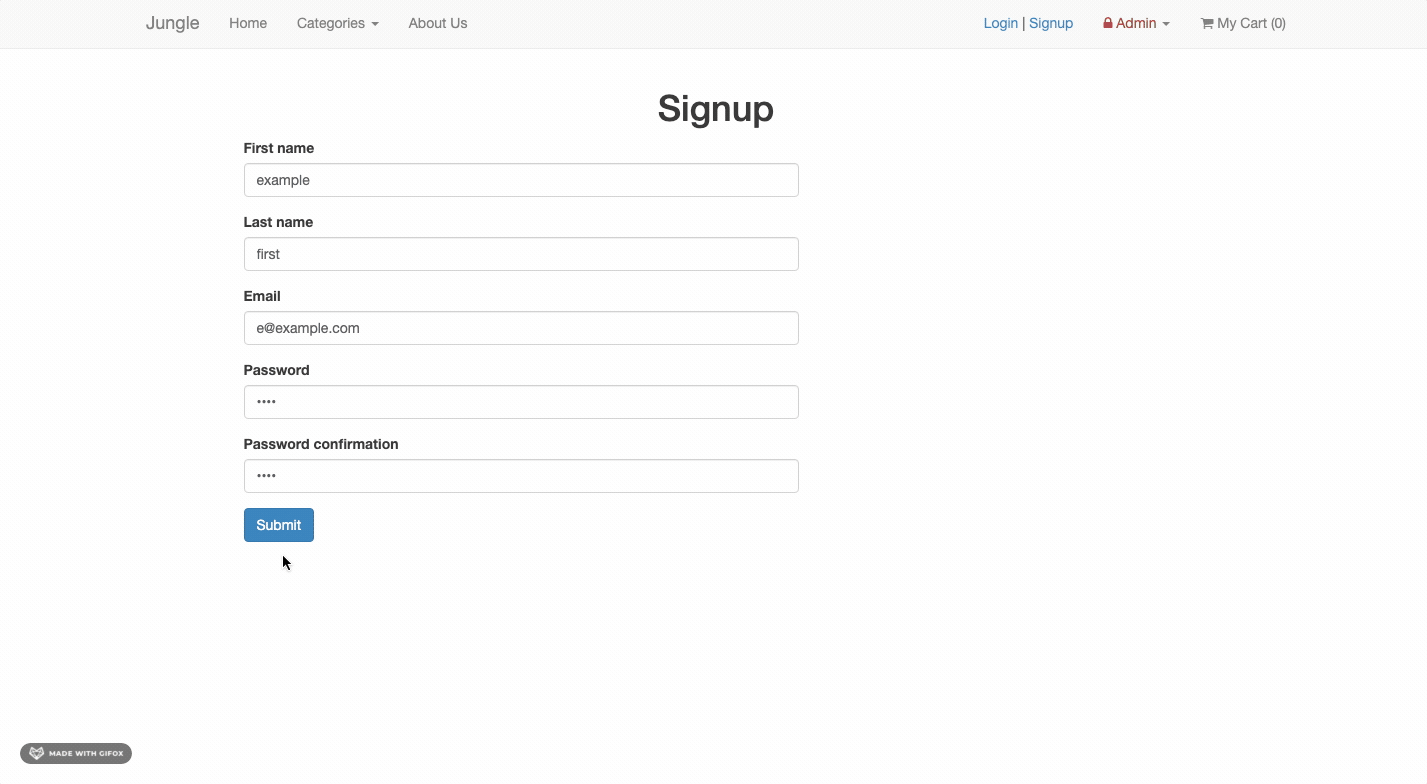 Jungle Home Categories About Us Login | Signup Admin My Cart (0)
Signup
First name
example
Last name
first
Email
e@example.com
Password
••••
Password confirmation
••••
Submit
MADE WITH GIFOX